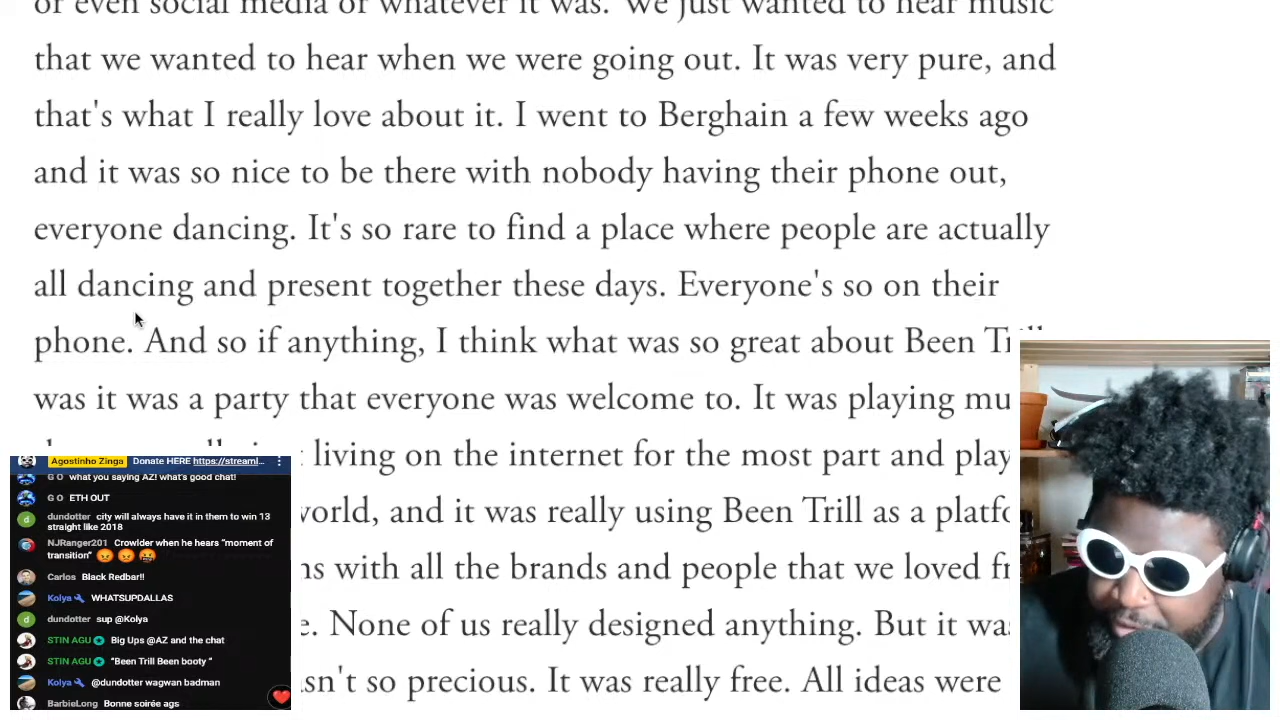 or even social media or whatever it was. We just wanted to hear music
that we wanted to hear when we were going out. It was very pure, and
that's what I really love about it. I went to Berghain a few weeks ago
and it was so nice to be there with nobody having their phone out,
everyone dancing. It's so rare to find a place where people are actually
all dancing and present together these days. Everyone's so on their
phone. And so if anything, I think what was so great about Been Trill
was it was a party that everyone was welcome to. It was playing
living on the internet for the most part and play
and it was really using Been Trill as a
with all the brands and people that we loved
None of us really designed anything. But it was
so precious. It was really free. All ideas were
Agostinho Zinga Donate HERE https://streaml...
G O what you saying AZ! what's good chat!
G O ETH OUT
dundotter city will always have it in them to win 13
straight like 2018
NJRanger201 Crowlder when he hears "moment of
transition"
Carlos Black Redbar!!
Kolya WHATSUPDALLAS
dundotter sup @Kolya
STIN AGU Big Ups @AZ and the chat
STIN AGU "Been Trill Been booty "
Kolya @dundotter wagwan badman
BarbieLong Bonne soirée ags